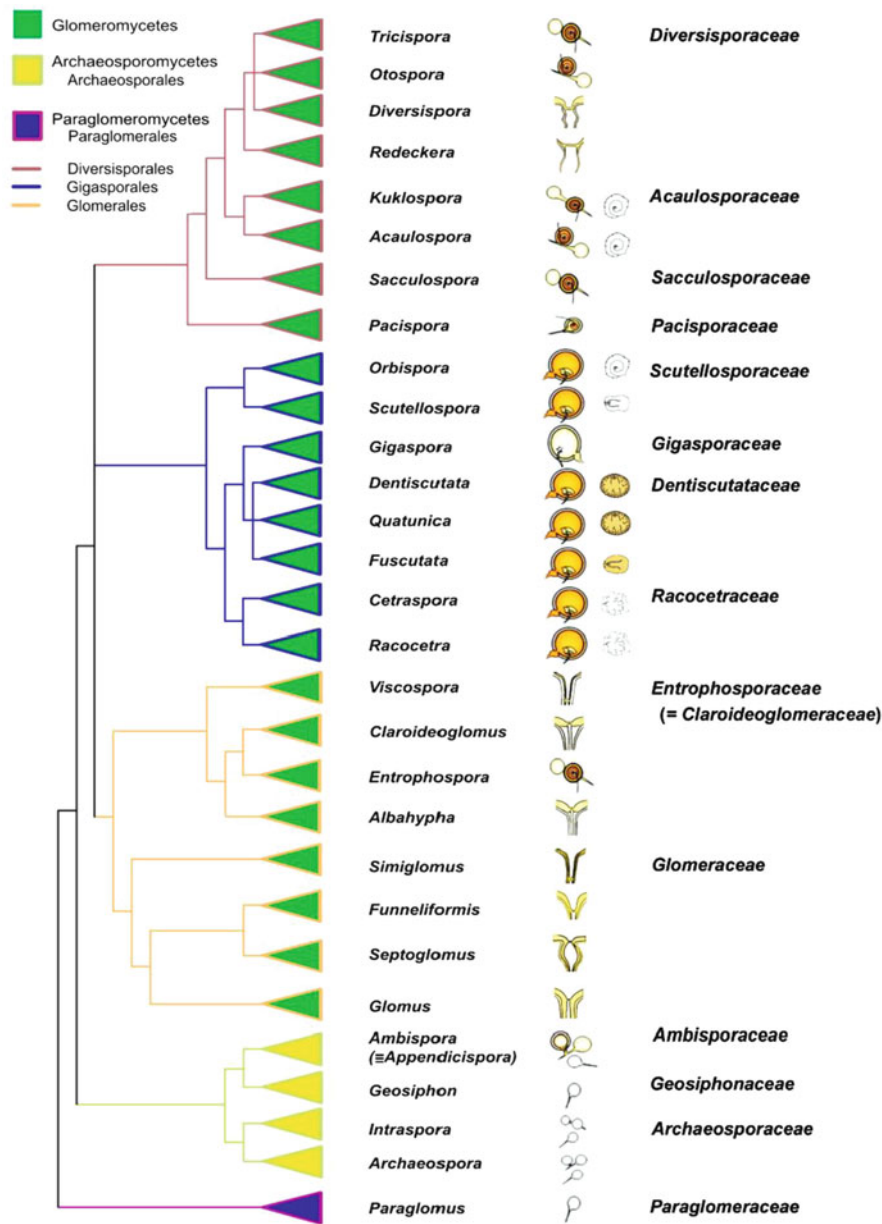 Glomeromycetes
Archaeosporomycetes
Archaeosporales
Paraglomeromycetes
Paraglomerales
Diversisporales
Gigasporales
Glomerales
Tricispora Diversisporaceae
Otospora
Diversispora
Redeckera
Kuklospora Acaulosporaceae
Acaulospora
Sacculospora Sacculosporaceae
Pacispora Pacisporaceae
Orbispora Scutellosporaceae
Scutellospora
Gigaspora Gigasporaceae
Dentiscutata Dentiscutataceae
Quatunica
Fuscutata
Cetraspora Racocetraceae
Racocetra
Viscospora Entrophosporaceae
(= Claroideoglomeraceae)
Claroideoglomus
Entrophospora
Albahypha
Simiglomus Glomeraceae
Funneliformis
Septoglomus
Glomus
Ambispora Ambisporaceae
(≡Appendicispora)
Geosiphon Geosiphonaceae
Intraspora Archaeosporaceae
Archaeospora
Paraglomus Paraglomeraceae